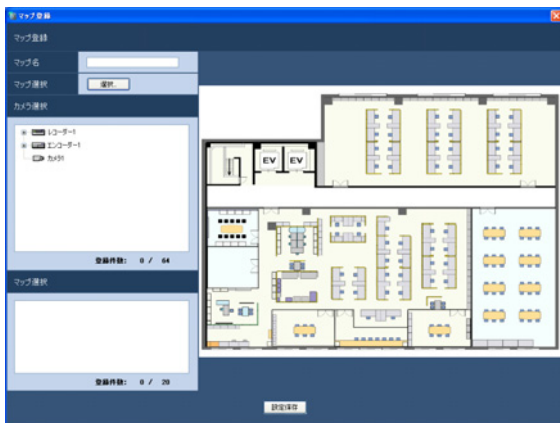 マップ登録
マップ登録
マップ名
マップ選択 選択...
カメラ選択
レコーダー1
エンコーダー1
カメラ1
登録件数: 0 / 64
マップ選択
登録件数: 0 / 20
EV EV
設定保存